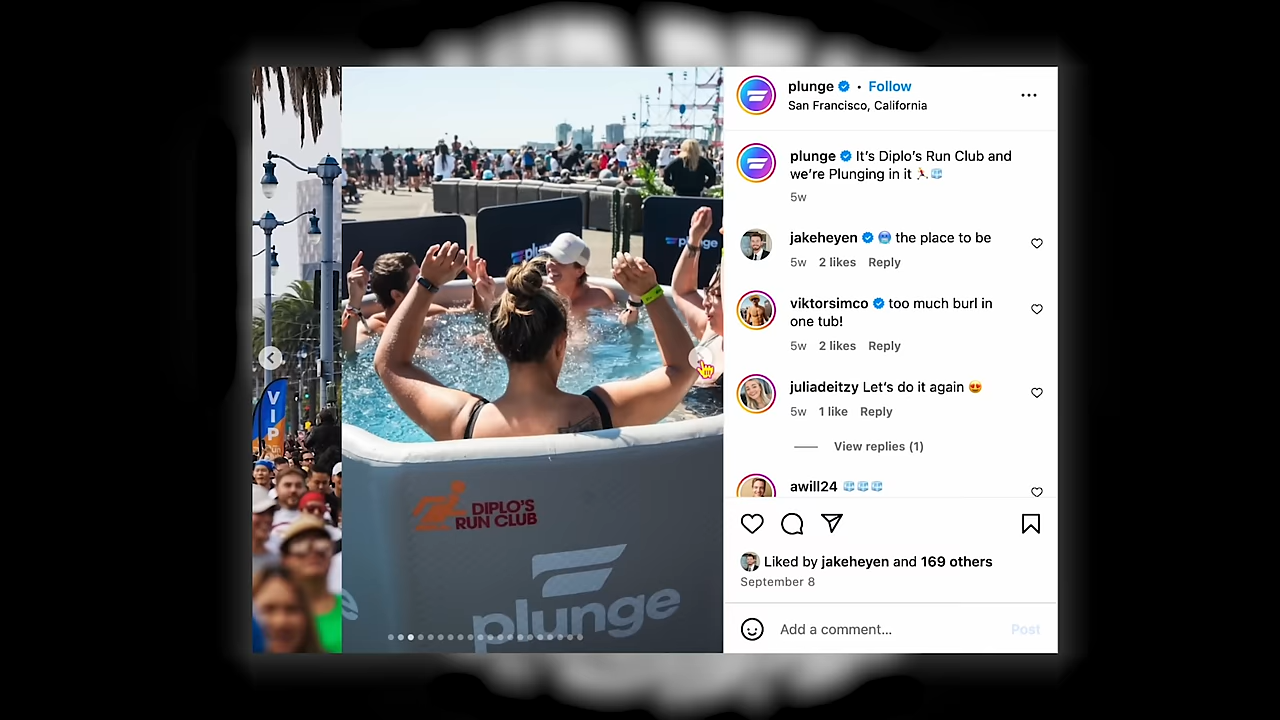 VIP
plunge
plunge
DIPLO'S
RUN CLUB
plunge
plunge • Follow
San Francisco, California
plunge It's Diplo's Run Club and
we're Plunging in it 🏃🧊
5w
jakeheyen 🥶 the place to be
5w 2 likes Reply
viktorsimco too much burl in
one tub!
5w 2 likes Reply
juliadeitzy Let's do it again 😍
5w 1 like Reply
View replies (1)
awill24 🧊🧊🧊
Liked by jakeheyen and 169 others
September 8
Add a comment...
Post